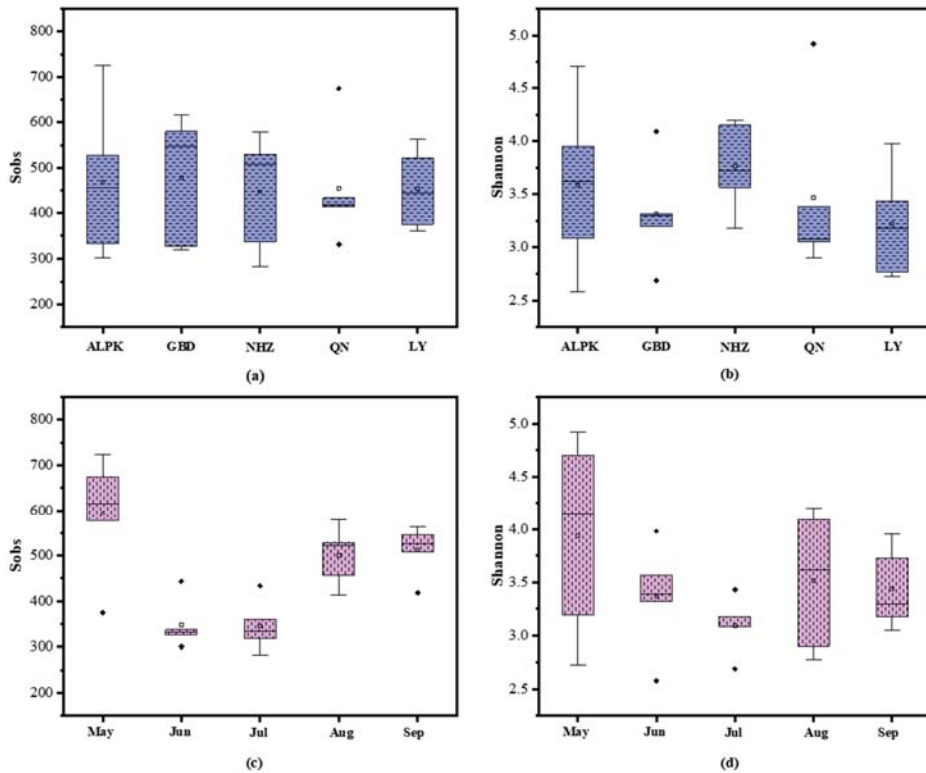 800
700
600
500
400
300
200
Sobs
ALPK GBD NHZ QN LY
(a)
5.0
4.5
4.0
3.5
3.0
2.5
Shannon
ALPK GBD NHZ QN LY
(b)
800
700
600
500
400
300
200
Sobs
May Jun Jul Aug Sep
(c)
5.0
4.5
4.0
3.5
3.0
2.5
Shannon
May Jun Jul Aug Sep
(d)